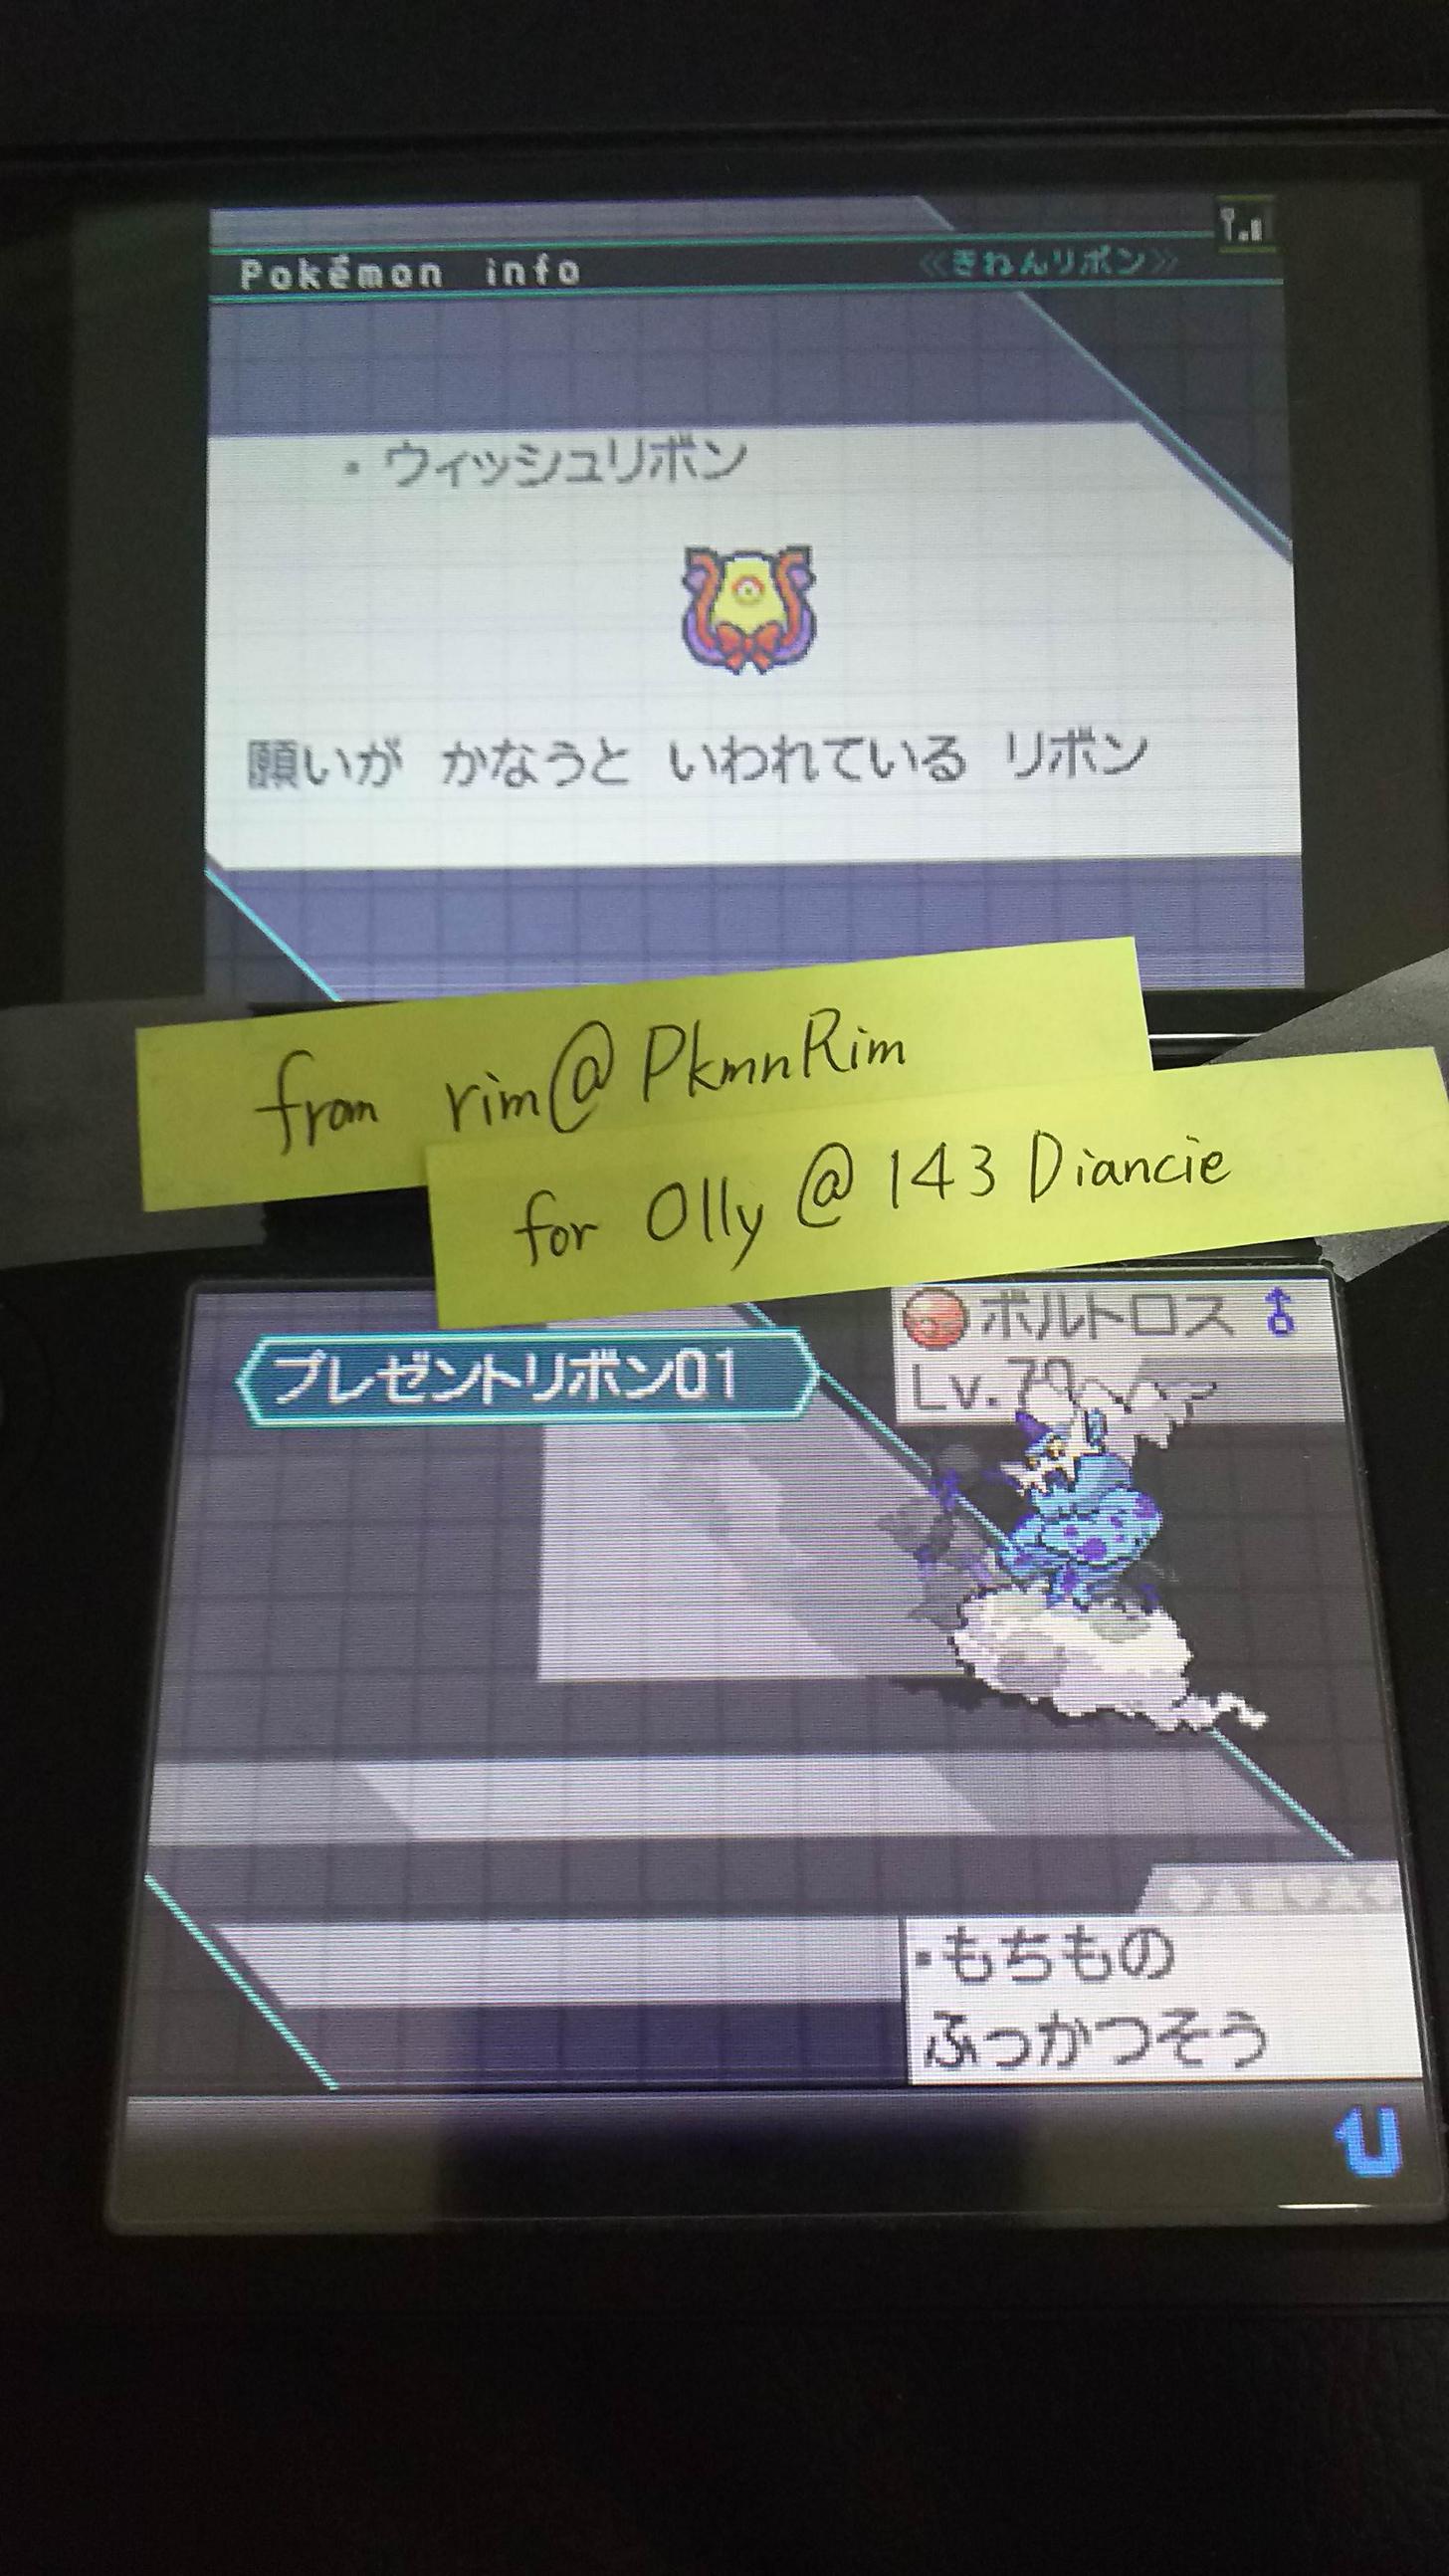 Pokémon info
≪きねんリボン≫
・ウィッシュリボン
願いが かなうと いわれている リボン
from rim@PkmnRim
for Olly @ 143 Diancie
プレゼントリボン01
ボルトロス ♂
Lv. 70
・もちもの
ふっかつそう